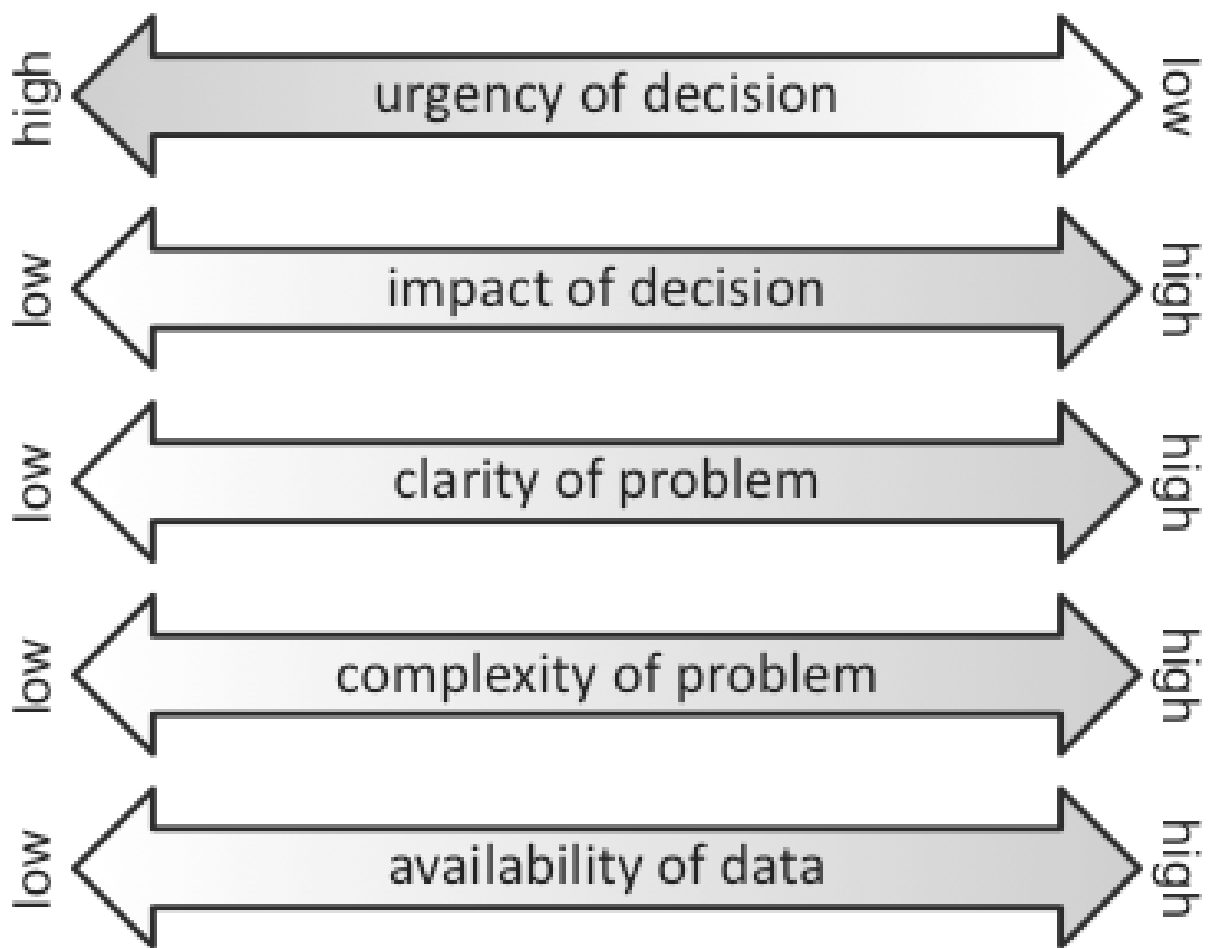 high
urgency of decision
low
low
impact of decision
high
low
clarity of problem
high
low
complexity of problem
high
low
availability of data
high